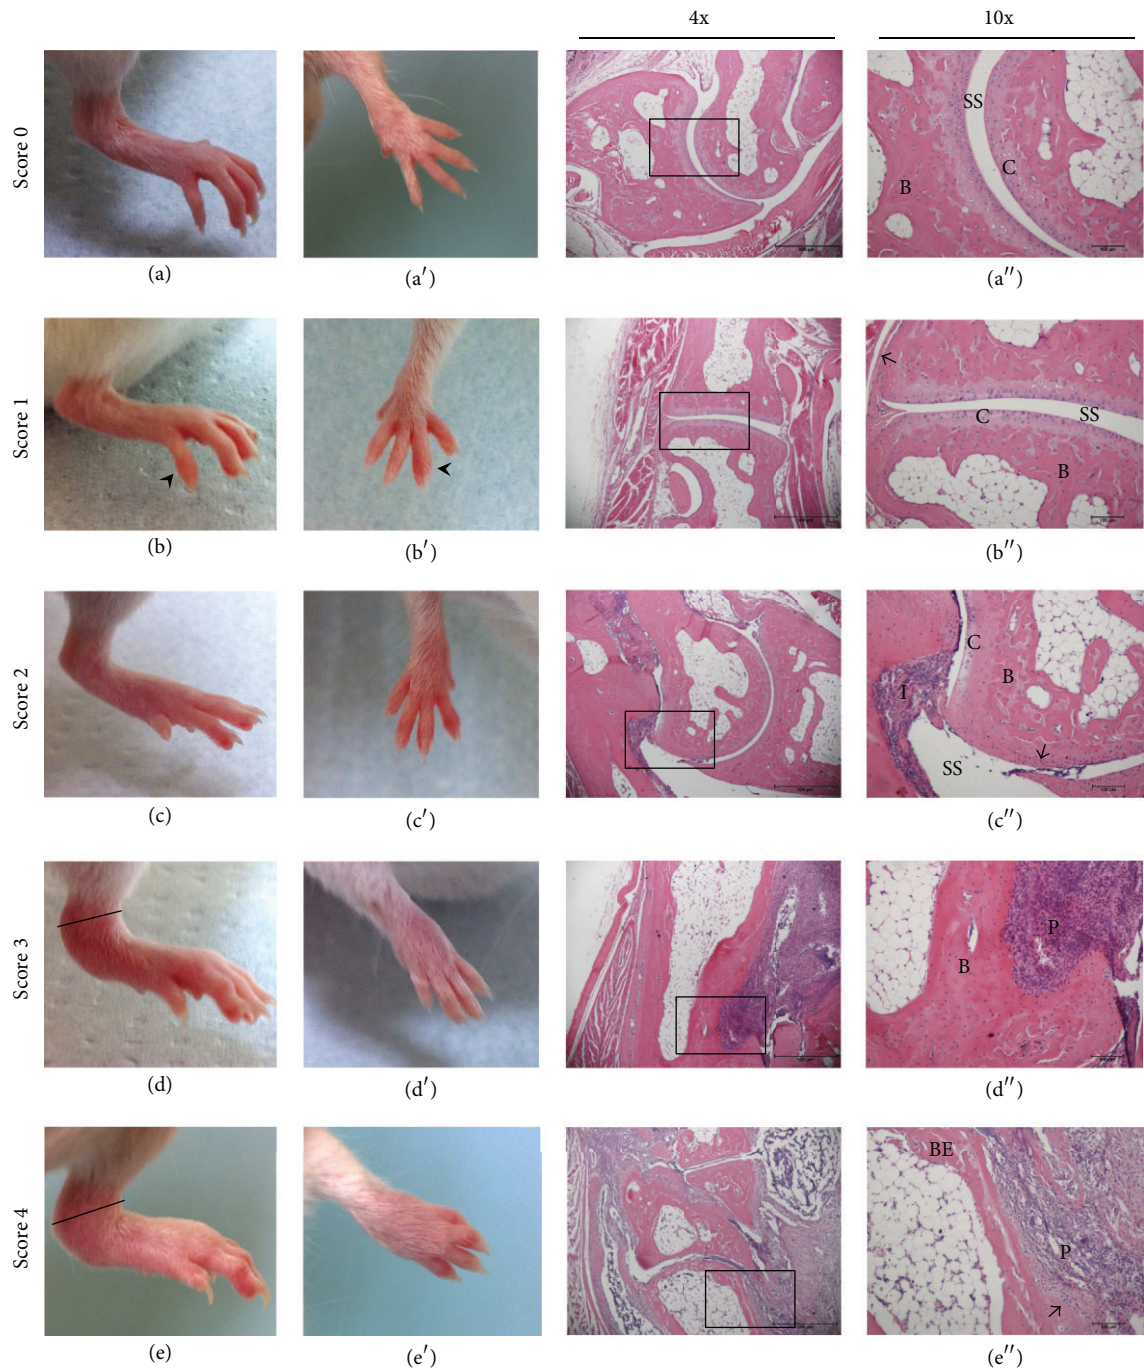 4x 10x
Score 0
SS
C
B
(a) (a′) (a″)
Score 1
C SS
B
(b) (b′) (b″)
Score 2
C
B
I
SS
(c) (c′) (c″)
Score 3
P
B
(d) (d′) (d″)
Score 4
BE
P
(e) (e′) (e″)